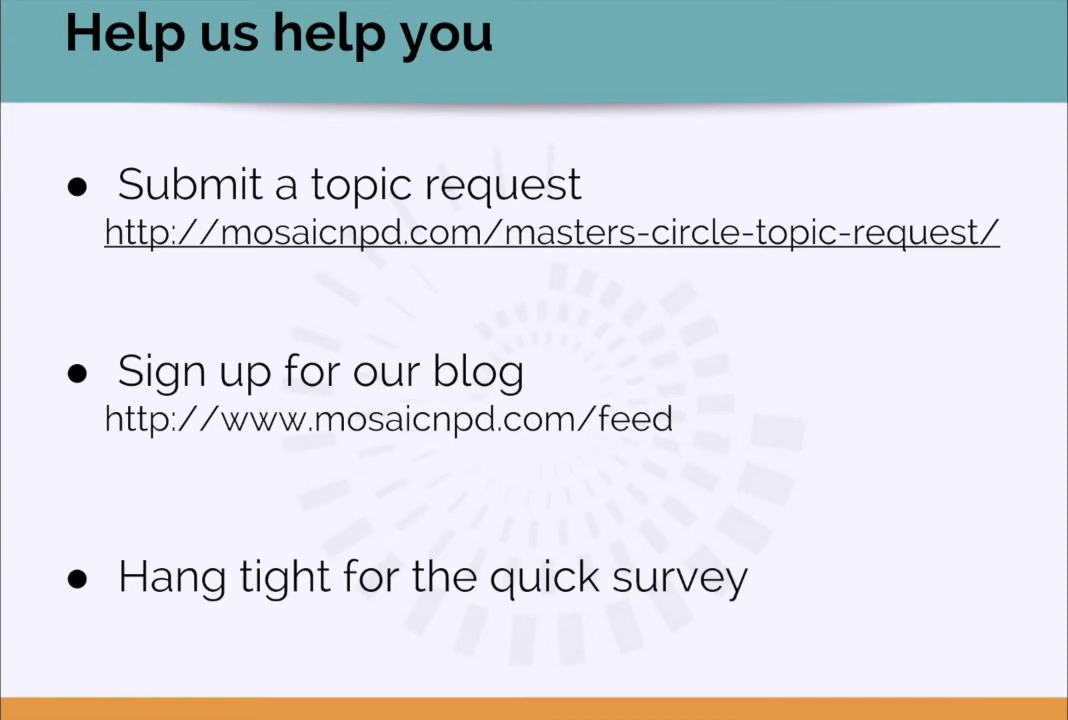 Help us help you
● Submit a topic request
http://mosaicnpd.com/masters-circle-topic-request/
● Sign up for our blog
http://www.mosaicnpd.com/feed
● Hang tight for the quick survey